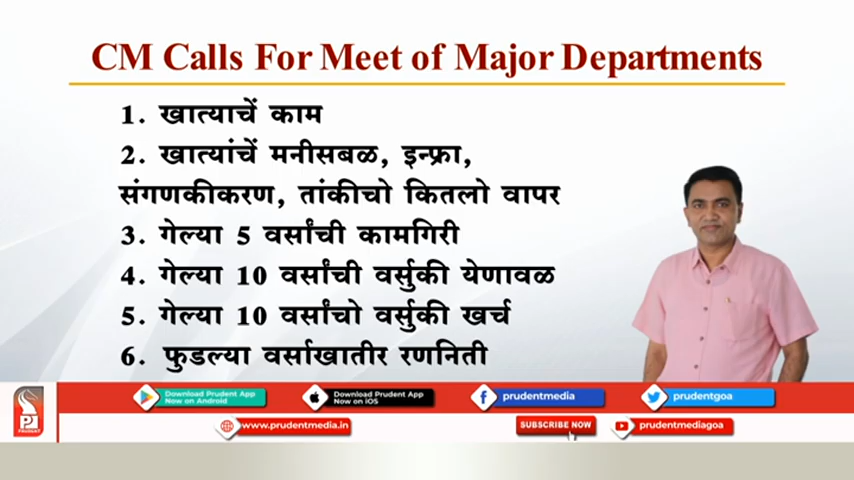 CM Calls For Meet of Major Departments
1. खात्याचें काम
2. खात्यांचें मनीसबळ, इन्फ्रा,
संगणकीकरण, तांकीचो कितलो वापर
3. गेल्या 5 वर्सांची कामगिरी
4. गेल्या 10 वर्सांची वर्सुकी येणावळ
5. गेल्या 10 वर्सांचो वर्सुकी खर्च
6. फुडल्या वर्साखातीर रणनिती
Download Prudent App
Now on Android
Download Prudent App
Now on iOS
prudentmedia
prudentgoa
PRUDENT
www.prudentmedia.in
SUBSCRIBE NOW
prudentmediagoa